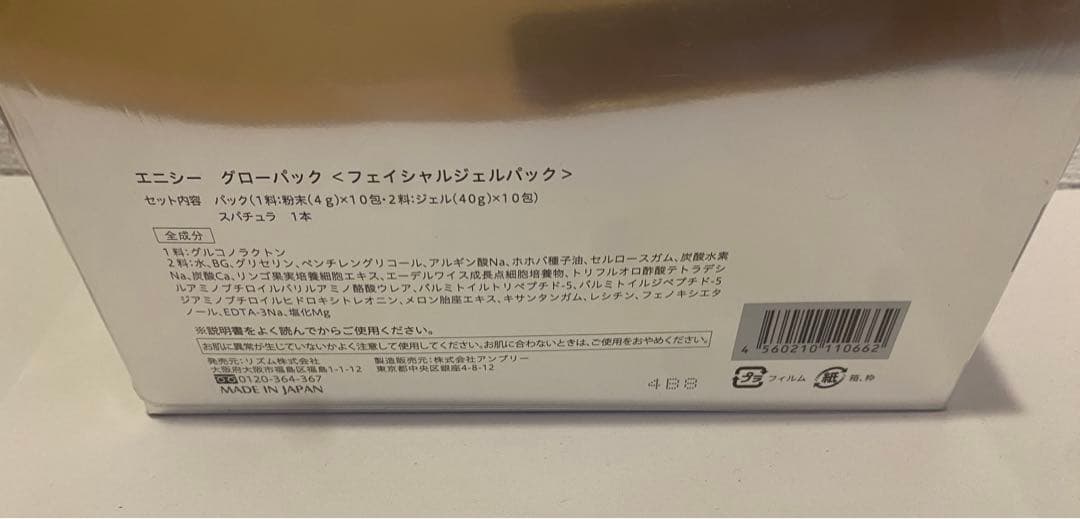 エニシー グローパック <フェイシャルジェルパック>
セット内容 パック(1料:粉末(4g)×10包・2料:ジェル(40g)×10包)
スパチュラ 1本
全成分
1料:グルコノラクトン
2料:水、BG、グリセリン、ペンチレングリコール、アルギン酸Na、ホホバ種子油、セルロースガム、炭酸水素
Na、炭酸Ca、リンゴ果実培養細胞エキス、エーデルワイス成長点細胞培養物、トリフルオロ酢酸テトラデシ
ルアミノブチロイルバリルアミノ酪酸ウレア、パルミトイルトリペプチド-5、パルミトイルジペプチド-5
ジアミノブチロイルヒドロキシトレオニン、メロン胎座エキス、キサンタンガム、レシチン、フェノキシエタ
ノール、EDTA-3Na、塩化Mg
※説明書をよく読んでからご使用ください。
お肌に異常が生じていないかよく注意して使用してください。お肌に合わないときは、ご使用をおやめください。
発売元:リズム株式会社 製造販売元:株式会社アンプリー
大阪府大阪市福島区福島1-1-12 東京都中央区銀座4-8-12
0120-364-367
MADE IN JAPAN
4B8
4 560210 110662
プラ フィルム 紙 箱、枠